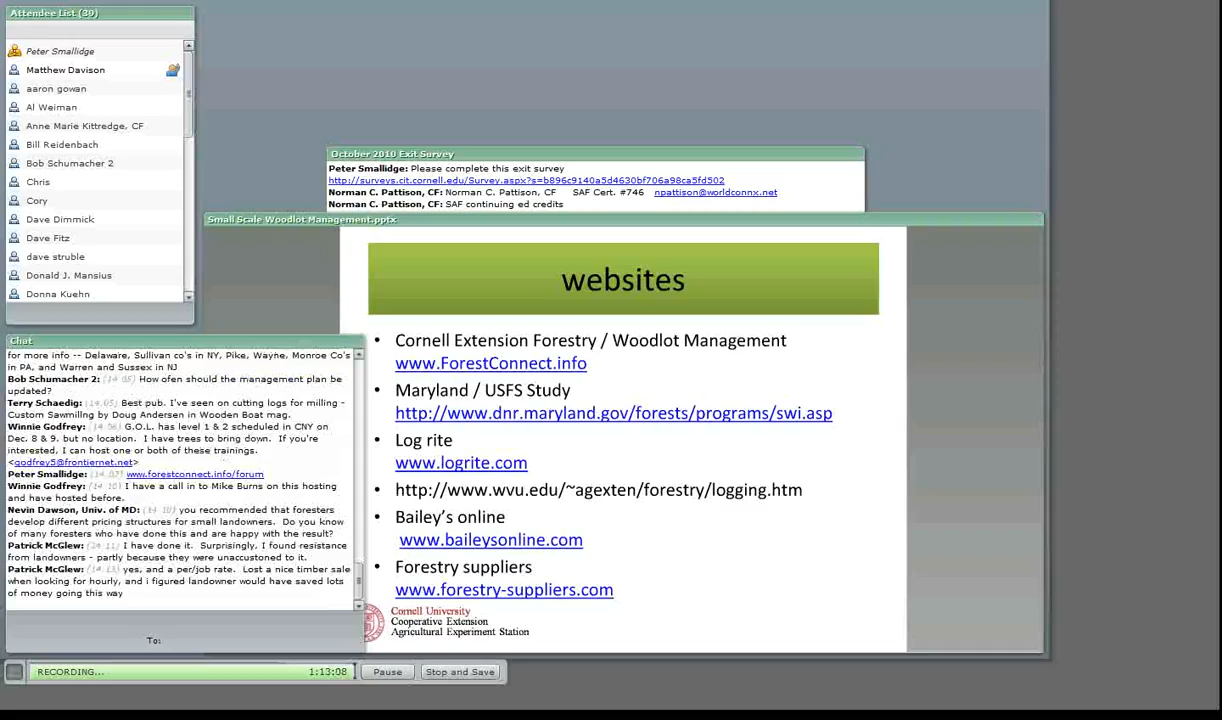 Attendee List (39)
Peter Smallidge
Matthew Davison
aaron gowan
Al Weiman
Anne Marie Kittredge, CF
Bill Reidenbach
Bob Schumacher 2
Chris
Cory
Dave Dimmick
Dave Fitz
dave struble
Donald J. Mansius
Donna Kuehn
October 2010 Exit Survey
Peter Smallidge: Please complete this exit survey
http://surveys.cit.cornell.edu/Survey.aspx?s=b896c9140a5d4630bf706a98ca5fd502
Norman C. Pattison, CF: Norman C. Pattison, CF SAF Cert. #746 npattison@worldconnx.net
Norman C. Pattison, CF: SAF continuing ed credits
Small Scale Woodlot Management.pptx
websites
• Cornell Extension Forestry / Woodlot Management
www.ForestConnect.info
• Maryland / USFS Study
http://www.dnr.maryland.gov/forests/programs/swi.asp
• Log rite
www.logrite.com
• http://www.wvu.edu/~agexten/forestry/logging.htm
• Bailey's online
www.baileysonline.com
• Forestry suppliers
www.forestry-suppliers.com
Cornell University
Cooperative Extension
Agricultural Experiment Station
Chat
for more info -- Delaware, Sullivan co's in NY, Pike, Wayne, Monroe Co's
in PA, and Warren and Sussex in NJ
Bob Schumacher 2: (14:05) How ofen should the management plan be
updated?
Terry Schaedig: (14:05) Best pub. I've seen on cutting logs for milling -
Custom Sawmillng by Doug Andersen in Wooden Boat mag.
Winnie Godfrey: G.O.L. has level 1 & 2 scheduled in CNY on
Dec. 8 & 9. but no location. I have trees to bring down. If you're
interested, I can host one or both of these trainings.
<godfrey5@frontiernet.net>
Peter Smallidge: www.forestconnect.info/forum
Winnie Godfrey: (14:10) I have a call in to Mike Burns on this hosting
and have hosted before.
Nevin Dawson, Univ. of MD: (14:10) you recommended that foresters
develop different pricing structures for small landowners. Do you know
of many foresters who have done this and are happy with the result?
Patrick McGlew: (14:11) I have done it. Surprisingly, I found resistance
from landowners - partly because they were unaccustoned to it.
Patrick McGlew: (14:13) yes, and a per/job rate. Lost a nice timber sale
when looking for hourly, and i figured landowner would have saved lots
of money going this way
To:
RECORDING... 1:13:08 Pause Stop and Save